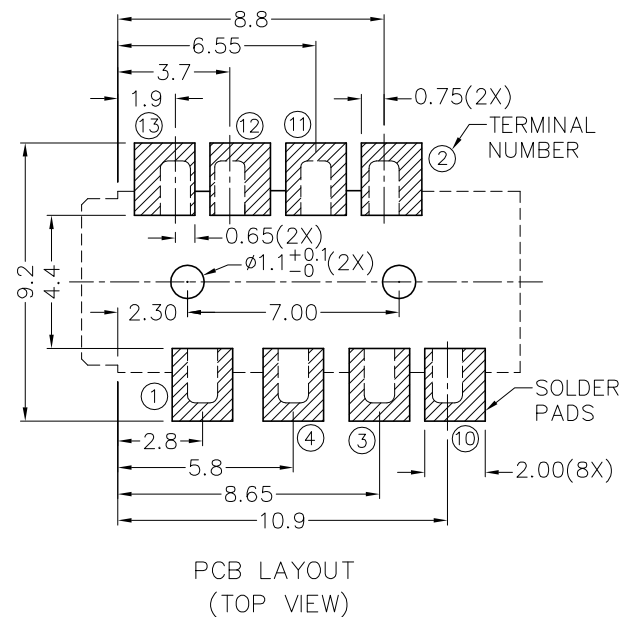 8.8
6.55
3.7
1.9
0.75(2X)
13
12
11
2
TERMINAL
NUMBER
0.65(2X)
ø1.1+0.1-0(2X)
9.2
4.4
2.30
7.00
1
4
3
10
SOLDER
PADS
2.8
5.8
2.00(8X)
8.65
10.9
PCB LAYOUT
(TOP VIEW)